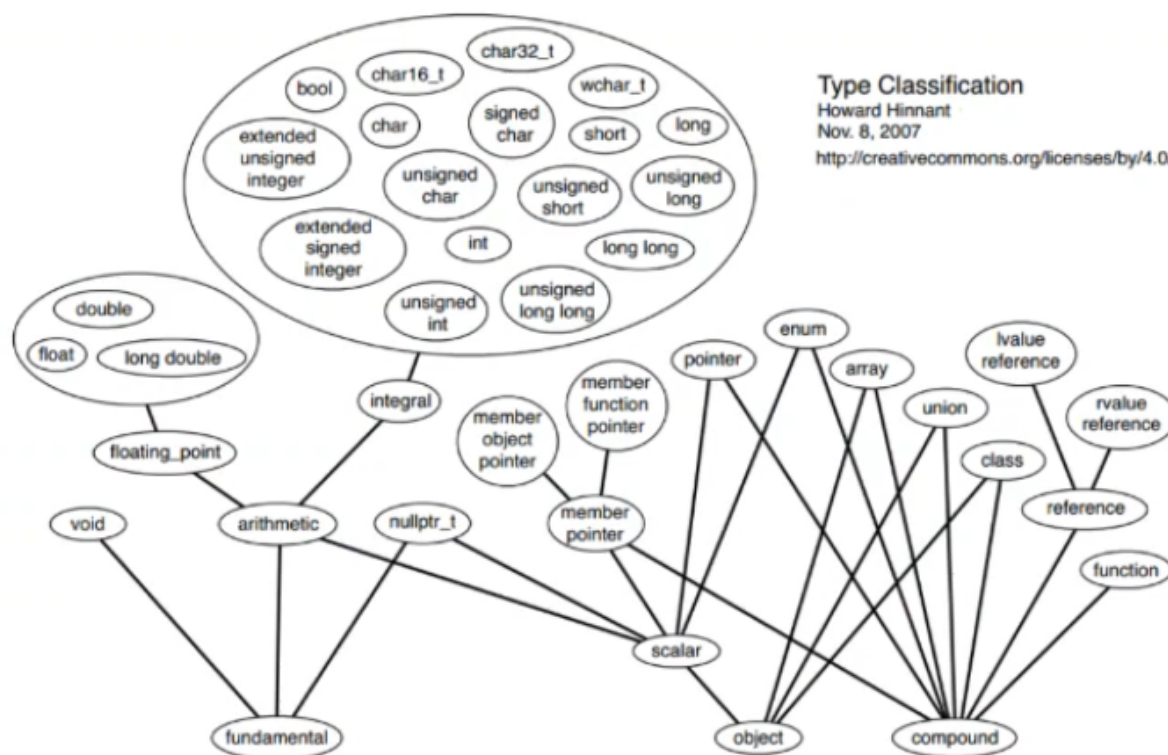 char32_t
char16_t
bool
wchar_t
signed
char
char
short
long
extended
unsigned
integer
unsigned
char
unsigned
short
unsigned
long
extended
signed
integer
int
long long
unsigned
int
unsigned
long long
Type Classification
Howard Hinnant
Nov. 8, 2007
http://creativecommons.org/licenses/by/4.0
double
float
long double
integral
floating_point
member
object
pointer
member
function
pointer
pointer
enum
array
lvalue
reference
union
rvalue
reference
class
void
arithmetic
nullptr_t
member
pointer
reference
function
scalar
fundamental
object
compound